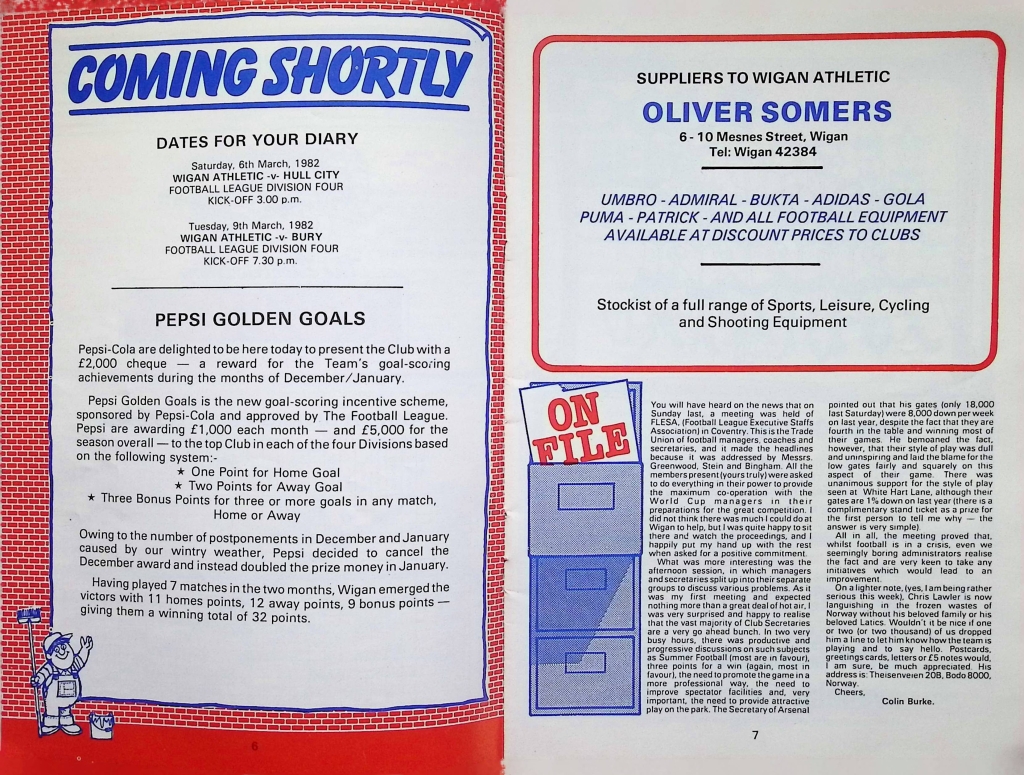 COMING SHORTLY
DATES FOR YOUR DIARY
Saturday, 6th March, 1982
WIGAN ATHLETIC -v- HULL CITY
FOOTBALL LEAGUE DIVISION FOUR
KICK-OFF 3.00 p.m.
Tuesday, 9th March, 1982
WIGAN ATHLETIC -v- BURY
FOOTBALL LEAGUE DIVISION FOUR
KICK-OFF 7.30 p.m.
PEPSI GOLDEN GOALS
Pepsi-Cola are delighted to be here today to present the Club with a
£2,000 cheque — a reward for the Team's goal-scoring
achievements during the months of December/January.
Pepsi Golden Goals is the new goal-scoring incentive scheme,
sponsored by Pepsi-Cola and approved by The Football League.
Pepsi are awarding £1,000 each month — and £5,000 for the
season overall — to the top Club in each of the four Divisions based
on the following system:-
★ One Point for Home Goal
★ Two Points for Away Goal
★ Three Bonus Points for three or more goals in any match,
Home or Away
Owing to the number of postponements in December and January
caused by our wintry weather, Pepsi decided to cancel the
December award and instead doubled the prize money in January.
Having played 7 matches in the two months, Wigan emerged the
victors with 11 homes points, 12 away points, 9 bonus points —
giving them a winning total of 32 points.
6
SUPPLIERS TO WIGAN ATHLETIC
OLIVER SOMERS
6 - 10 Mesnes Street, Wigan
Tel: Wigan 42384
UMBRO - ADMIRAL - BUKTA - ADIDAS - GOLA
PUMA - PATRICK - AND ALL FOOTBALL EQUIPMENT
AVAILABLE AT DISCOUNT PRICES TO CLUBS
Stockist of a full range of Sports, Leisure, Cycling
and Shooting Equipment
ON
FILE
You will have heard on the news that on
Sunday last, a meeting was held of
FLESA, (Football League Executive Staffs
Association) in Coventry. This is the Trade
Union of football managers, coaches and
secretaries, and it made the headlines
because it was addressed by Messrs.
Greenwood, Stein and Bingham. All the
members present (yours truly) were asked
to do everything in their power to provide
the maximum co-operation with the
World Cup managers in their
preparations for the great competition. I
did not think there was much I could do at
Wigan to help, but I was quite happy to sit
there and watch the proceedings, and I
happily put my hand up with the rest
when asked for a positive commitment.
What was more interesting was the
afternoon session, in which managers
and secretaries split up into their separate
groups to discuss various problems. As it
was my first meeting and expected
nothing more than a great deal of hot air, I
was very surprised and happy to realise
that the vast majority of Club Secretaries
are a very go ahead bunch. In two very
busy hours, there was productive and
progressive discussions on such subjects
as Summer Football (most are in favour),
three points for a win (again, most in
favour), the need to promote the game in a
more professional way, the need to
improve spectator facilities and, very
important, the need to provide attractive
play on the park. The Secretary of Arsenal
pointed out that his gates (only 18,000
last Saturday) were 8,000 down per week
on last year, despite the fact that they are
fourth in the table and winning most of
their games. He bemoaned the fact,
however, that their style of play was dull
and uninspiring and laid the blame for the
low gates fairly and squarely on this
aspect of their game. There was
unanimous support for the style of play
seen at White Hart Lane, although their
gates are 1% down on last year (there is a
complimentary stand ticket as a prize for
the first person to tell me why — the
answer is very simple).
All in all, the meeting proved that,
whilst football is in a crisis, even we
seemingly boring administrators realise
the fact and are very keen to take any
initiatives which would lead to an
improvement.
On a lighter note, (yes, I am being rather
serious this week), Chris Lawler is now
languishing in the frozen wastes of
Norway without his beloved family or his
beloved Latics. Wouldn't it be nice if one
or two (or two thousand) of us dropped
him a line to let him know how the team is
playing and to say hello. Postcards,
greetings cards, letters or £5 notes would,
I am sure, be much appreciated. His
address is: Theisenveien 20B, Bodo 8000,
Norway.
Cheers,
Colin Burke.
7